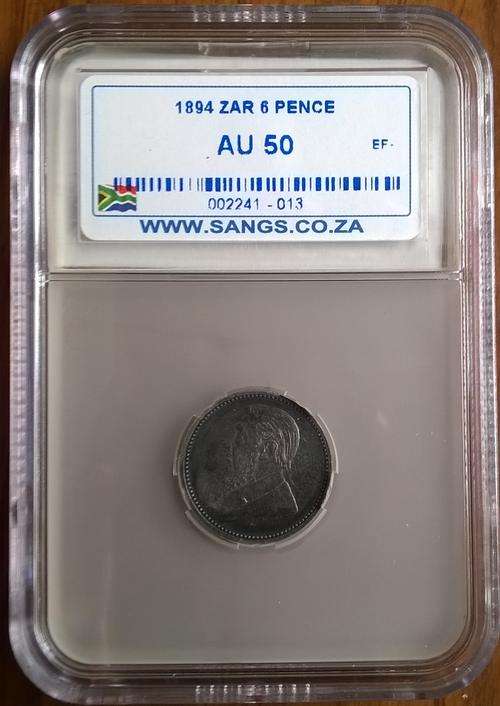 1894 ZAR 6 PENCE
AU 50
EF-
002241 - 013
WWW.SANGS.CO.ZA